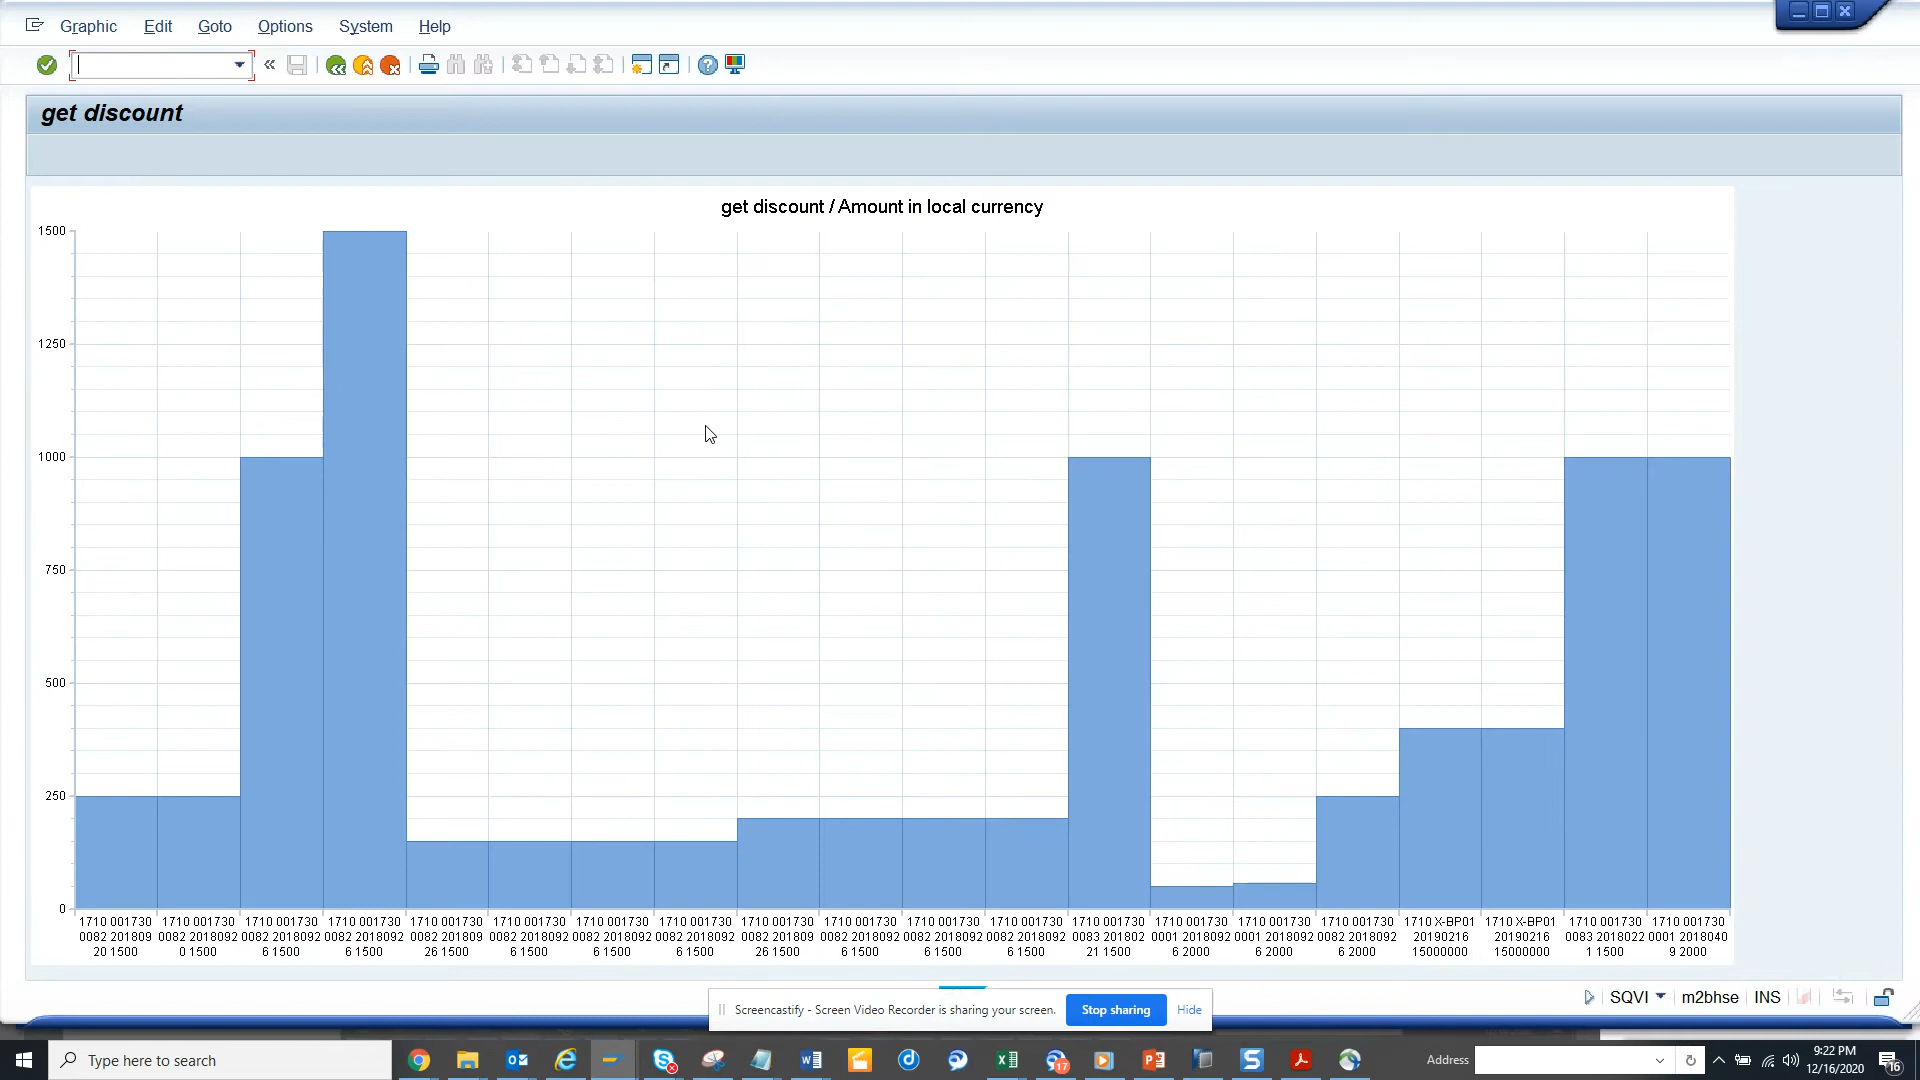 Graphic Edit Goto Options System Help
get discount
get discount / Amount in local currency
1500
1250
1000
750
500
250
0
1710 001730 0082 201809 20 1500
1710 001730 0082 2018092 0 1500
1710 001730 0082 2018092 6 1500
1710 001730 0082 2018092 6 1500
1710 001730 0082 201809 26 1500
1710 001730 0082 2018092 6 1500
1710 001730 0082 2018092 6 1500
1710 001730 0082 2018092 6 1500
1710 001730 0082 201809 26 1500
1710 001730 0082 2018092 6 1500
1710 001730 0082 2018092 6 1500
1710 001730 0082 2018092 6 1500
1710 001730 0083 201802 21 1500
1710 001730 0001 2018092 6 2000
1710 001730 0001 2018092 6 2000
1710 001730 0082 2018092 6 2000
1710 X-BP01 20190216 15000000
1710 X-BP01 20190216 15000000
1710 001730 0083 2018022 1 1500
1710 001730 0001 2018040 9 2000
SQVI m2bhse INS
Screencastify - Screen Video Recorder is sharing your screen. Stop sharing Hide
Type here to search
17
Address
9:22 PM
12/16/2020
16